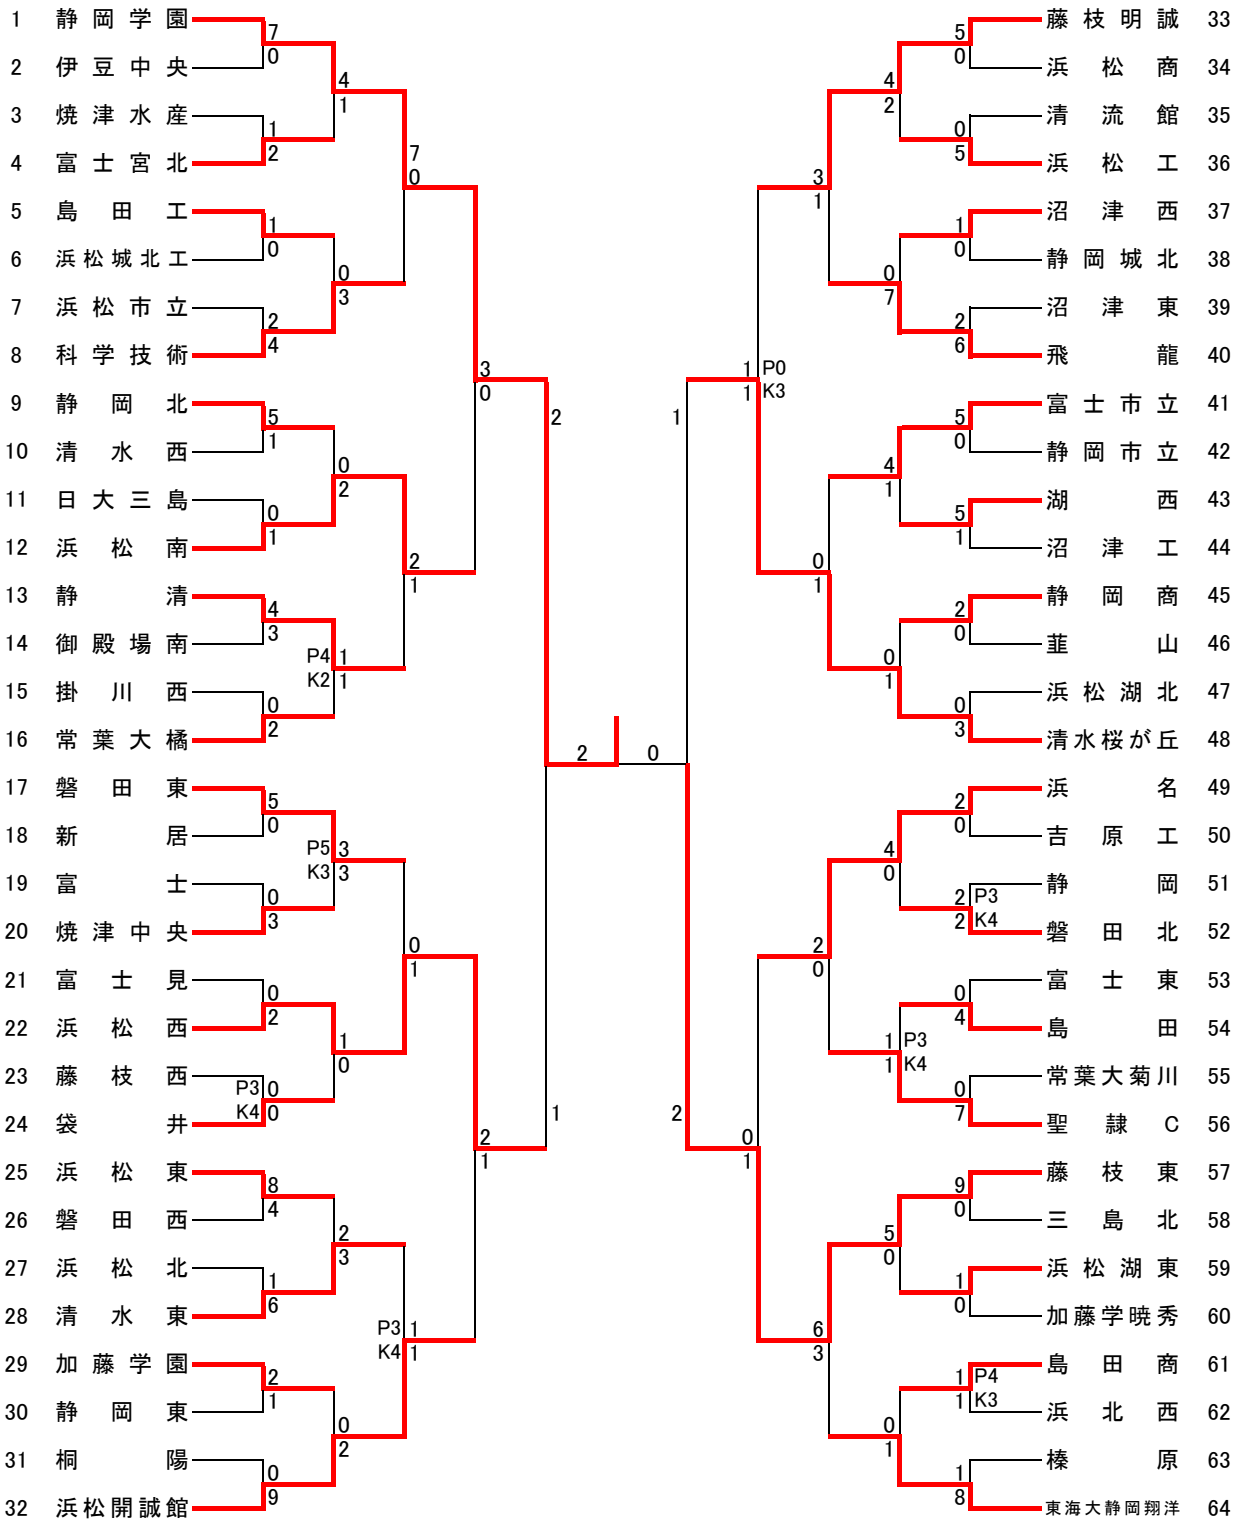 1 静岡学園 藤枝明誠 33
7 5
0 0
2 伊豆中央 浜松商 34
4 4
1 2
3 焼津水産 清流館 35
1 0
2 5
4 富士宮北 浜松工 36
7 3
0 1
5 島田工 沼津西 37
1 1
0 0
6 浜松城北工 静岡城北 38
0 0
3 7
7 浜松市立 沼津東 39
2 2
4 6
8 科学技術 飛龍 40
3 1 P0
0 1 K3
9 静岡北 富士市立 41
5 2 1 5
1 0
10 清水西 静岡市立 42
0 4
2 1
11 日大三島 湖西 43
0 5
1 1
12 浜松南 沼津工 44
2 0
1 1
13 静清 静岡商 45
4 2
3 0
14 御殿場南 韮山 46
P4 1 0
K2 1 1
15 掛川西 浜松湖北 47
0 0
2 3
16 常葉大橘 清水桜が丘 48
2 0
17 磐田東 浜名 49
5 2
0 0
18 新居 吉原工 50
P5 3 4
K3 3 0
19 富士 静岡 51
0 2 P3
3 2 K4
20 焼津中央 磐田北 52
0 2
1 0
21 富士見 富士東 53
0 0
2 4
22 浜松西 島田 54
1 1 P3
0 1 K4
23 藤枝西 常葉大菊川 55
P3 0 0
K4 0 1 2 7
24 袋井 聖隷C 56
2 0
1 1
25 浜松東 藤枝東 57
8 9
4 0
26 磐田西 三島北 58
2 5
3 0
27 浜松北 浜松湖東 59
1 1
6 0
28 清水東 加藤学暁秀 60
P3 1 6
K4 1 3
29 加藤学園 島田商 61
2 1 P4
1 1 K3
30 静岡東 浜北西 62
0 0
2 1
31 桐陽 榛原 63
0 1
9 8
32 浜松開誠館 東海大静岡翔洋 64